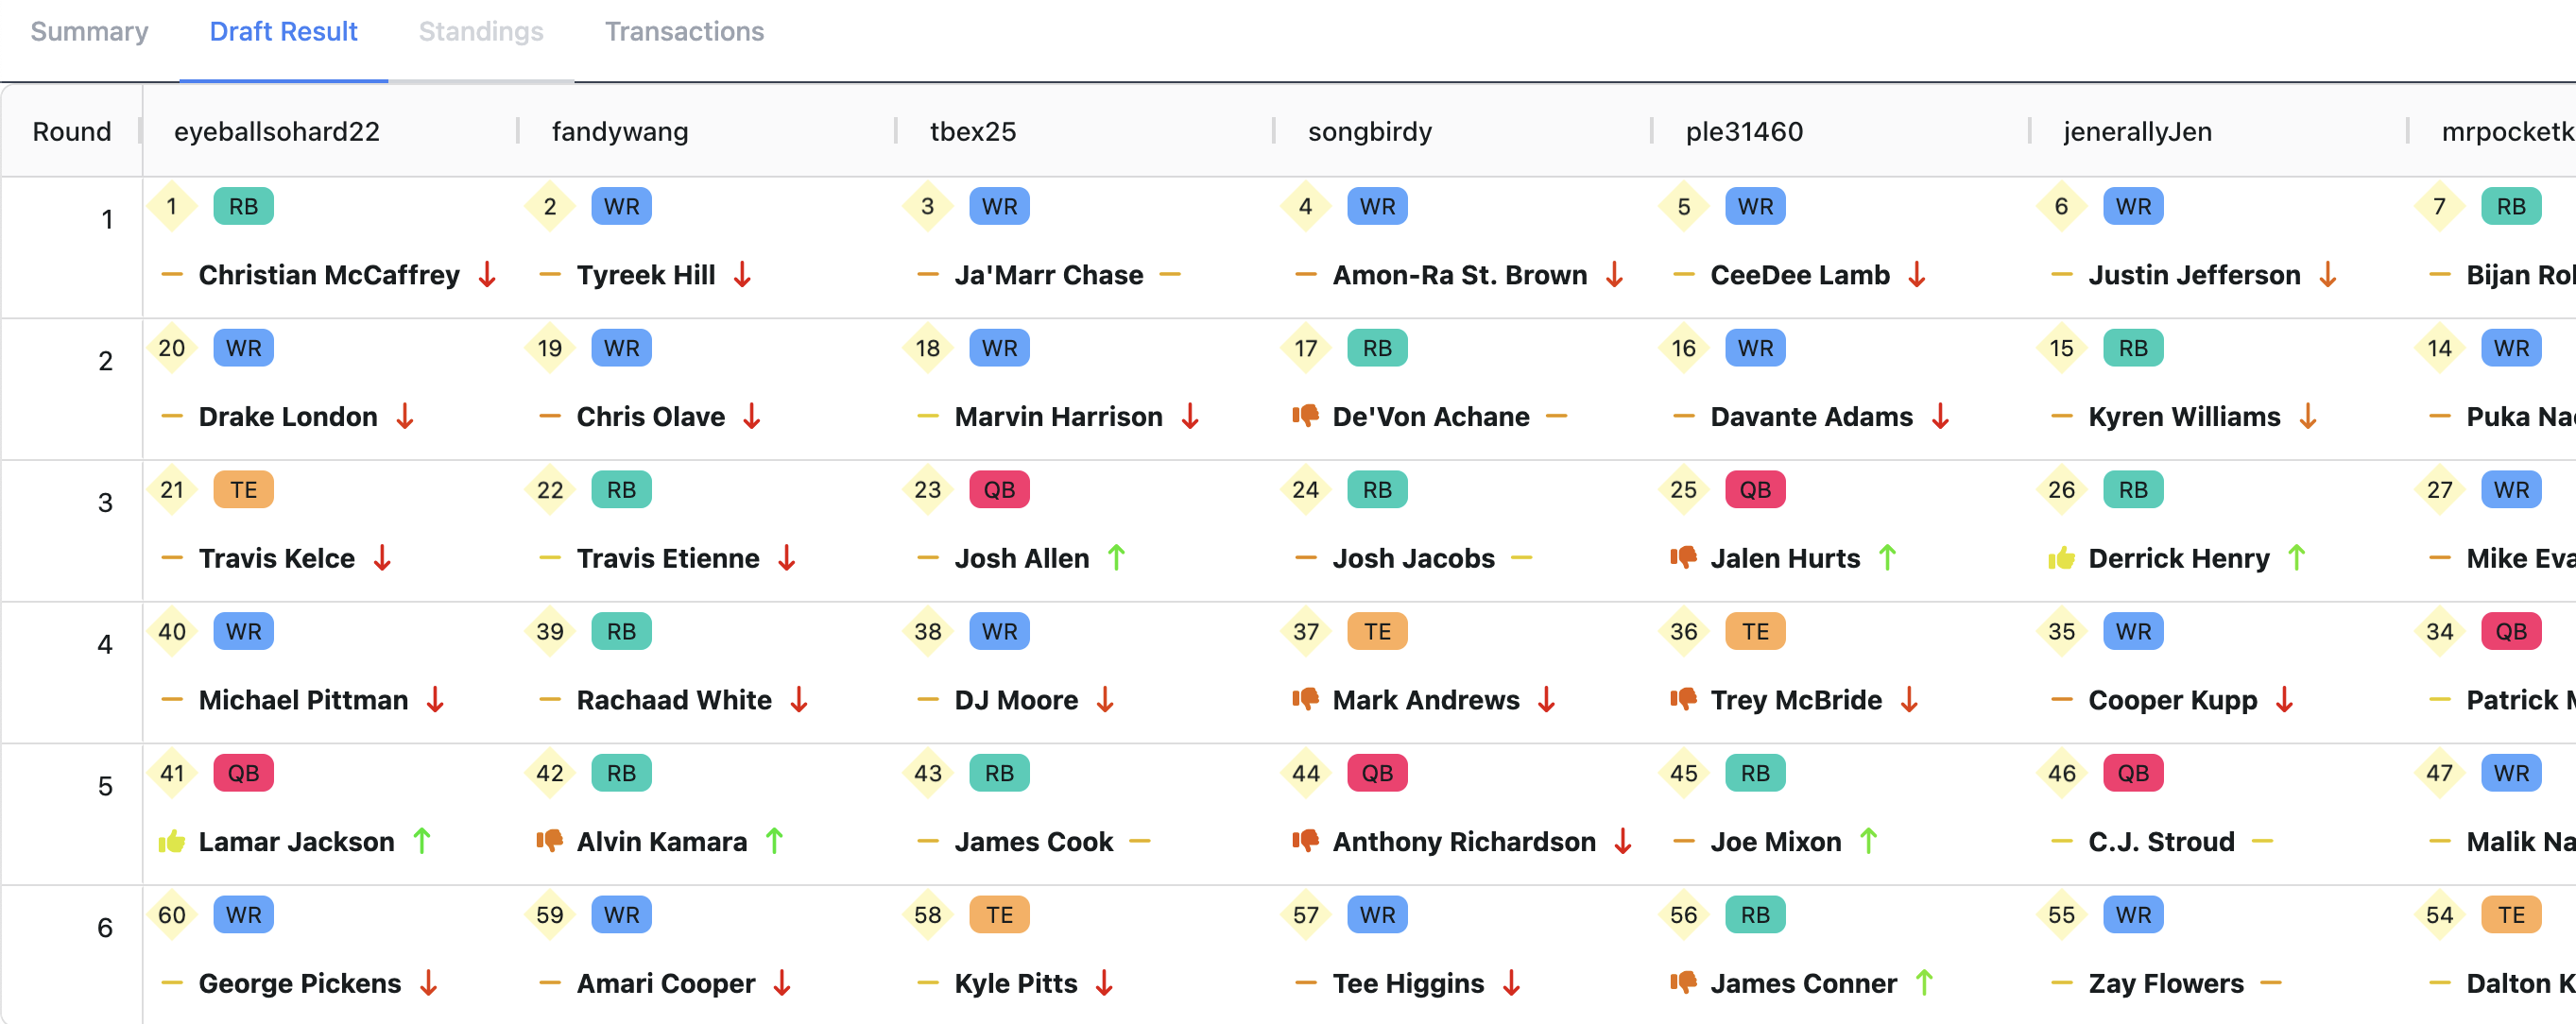 Summary Draft Result Standings Transactions
Round eyeballsohard22 fandywang tbex25 songbirdy ple31460 jenerallyJen mrpocketk
1 1 RB 2 WR 3 WR 4 WR 5 WR 6 WR 7 RB
Christian McCaffrey Tyreek Hill Ja'Marr Chase Amon-Ra St. Brown CeeDee Lamb Justin Jefferson Bijan Ro
2 20 WR 19 WR 18 WR 17 RB 16 WR 15 RB 14 WR
Drake London Chris Olave Marvin Harrison De'Von Achane Davante Adams Kyren Williams Puka Na
3 21 TE 22 RB 23 QB 24 RB 25 QB 26 RB 27 WR
Travis Kelce Travis Etienne Josh Allen Josh Jacobs Jalen Hurts Derrick Henry Mike Eva
4 40 WR 39 RB 38 WR 37 TE 36 TE 35 WR 34 QB
Michael Pittman Rachaad White DJ Moore Mark Andrews Trey McBride Cooper Kupp Patrick
5 41 QB 42 RB 43 RB 44 QB 45 RB 46 QB 47 WR
Lamar Jackson Alvin Kamara James Cook Anthony Richardson Joe Mixon C.J. Stroud Malik Na
6 60 WR 59 WR 58 TE 57 WR 56 RB 55 WR 54 TE
George Pickens Amari Cooper Kyle Pitts Tee Higgins James Conner Zay Flowers Dalton K